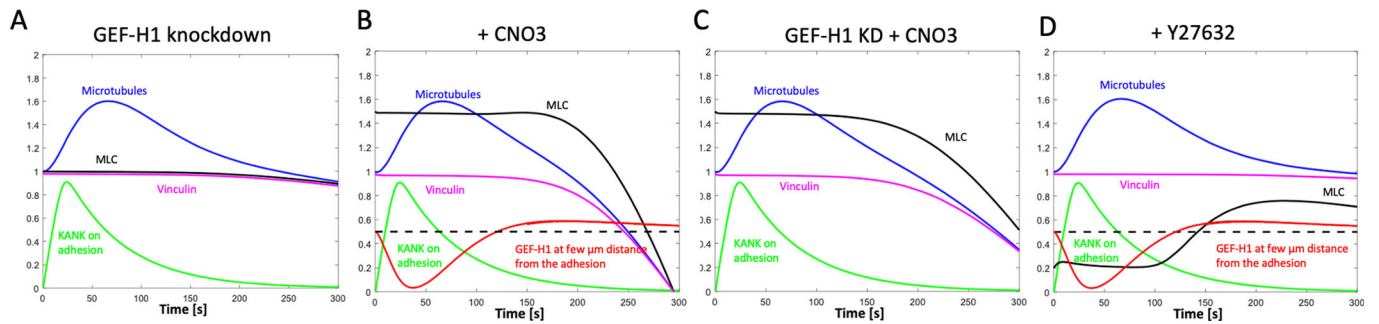 A
GEF-H1 knockdown
2
1.8
1.6
1.4
1.2
1
0.8
0.6
0.4
0.2
0
Microtubules
MLC
Vinculin
KANK on
adhesion
0 50 100 150 200 250 300
Time [s]
B
+ CNO3
2
1.8
1.6
1.4
1.2
1
0.8
0.6
0.4
0.2
0
Microtubules
MLC
Vinculin
KANK on
adhesion
GEF-H1 at few μm distance
from the adhesion
0 50 100 150 200 250 300
Time [s]
C
GEF-H1 KD + CNO3
2
1.8
1.6
1.4
1.2
1
0.8
0.6
0.4
0.2
0
Microtubules
MLC
Vinculin
KANK on
adhesion
0 50 100 150 200 250 300
Time [s]
D
+ Y27632
2
1.8
1.6
1.4
1.2
1
0.8
0.6
0.4
0.2
0
Microtubules
Vinculin
MLC
KANK on
adhesion
GEF-H1 at few μm distance
from the adhesion
0 50 100 150 200 250 300
Time [s]